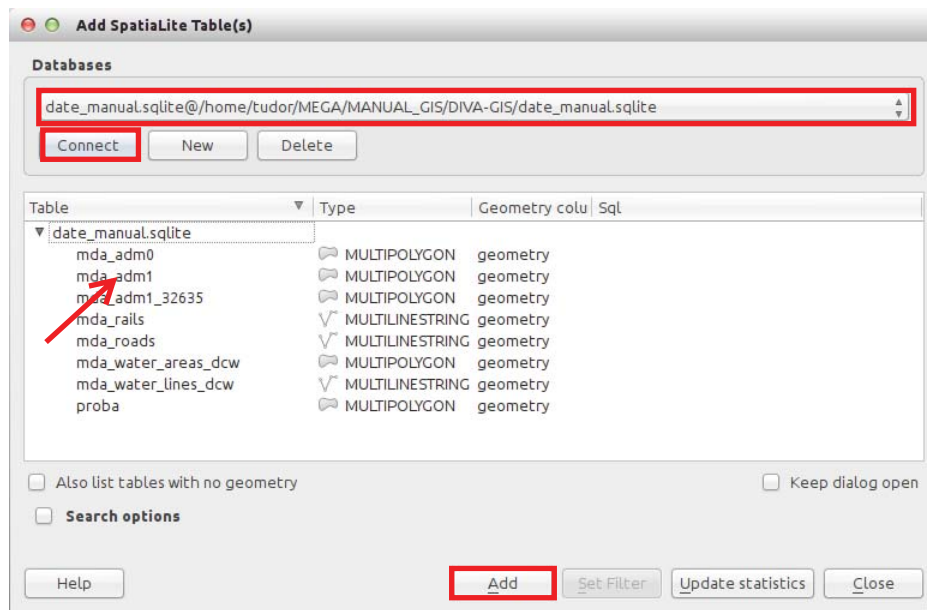 Add SpatiaLite Table(s)
Databases
date_manual.sqlite@/home/tudor/MEGA/MANUAL_GIS/DIVA-GIS/date_manual.sqlite
Connect New Delete
Table Type Geometry colu Sql
date_manual.sqlite
mda_adm0 MULTIPOLYGON geometry
mda_adm1 MULTIPOLYGON geometry
mda_adm1_32635 MULTIPOLYGON geometry
mda_rails MULTILINESTRING geometry
mda_roads MULTILINESTRING geometry
mda_water_areas_dcw MULTIPOLYGON geometry
mda_water_lines_dcw MULTILINESTRING geometry
proba MULTIPOLYGON geometry
Also list tables with no geometry Keep dialog open
Search options
Help Add Set Filter Update statistics Close